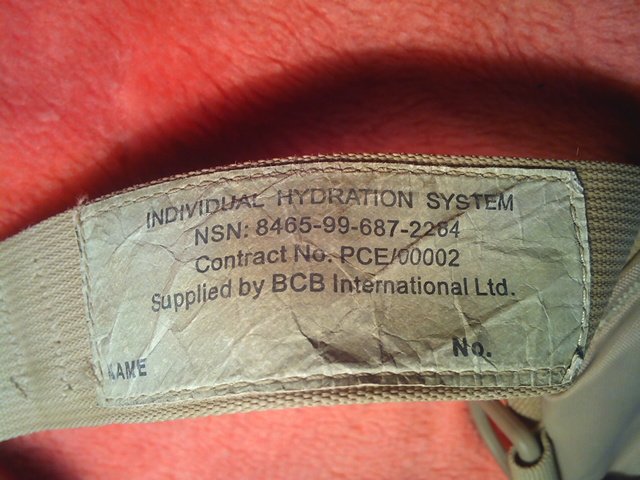 INDIVIDUAL HYDRATION SYSTEM
NSN: 8465-99-687-2264
Contract No. PCE/00002
Supplied by BCB International Ltd.
NAME No.